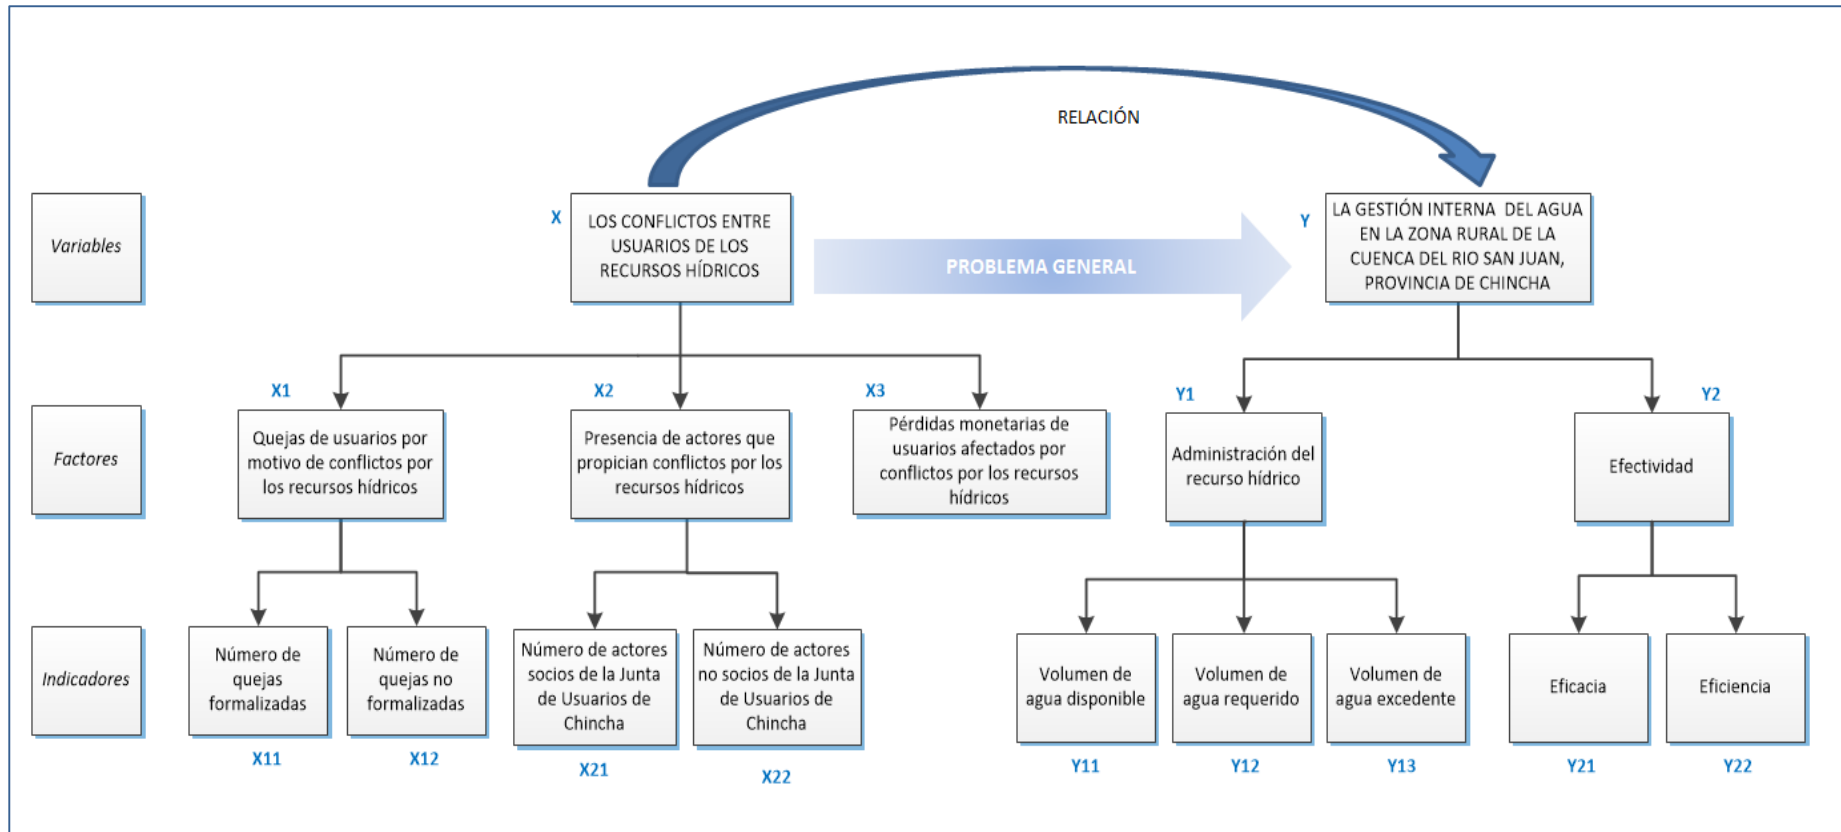 RELACIÓN
Variables
X
LOS CONFLICTOS ENTRE
USUARIOS DE LOS
RECURSOS HÍDRICOS
PROBLEMA GENERAL
Y
LA GESTIÓN INTERNA DEL AGUA
EN LA ZONA RURAL DE LA
CUENCA DEL RIO SAN JUAN,
PROVINCIA DE CHINCHA
Factores
X1
Quejas de usuarios por
motivo de conflictos por
los recursos hídricos
X2
Presencia de actores que
propician conflictos por los
recursos hídricos
X3
Pérdidas monetarias de
usuarios afectados por
conflictos por los recursos
hídricos
Y1
Administración del
recurso hídrico
Y2
Efectividad
Indicadores
Número de
quejas
formalizadas
X11
Número de
quejas no
formalizadas
X12
Número de actores
socios de la Junta
de Usuarios de
Chincha
X21
Número de actores
no socios de la Junta
de Usuarios de
Chincha
X22
Volumen de
agua disponible
Y11
Volumen de
agua requerido
Y12
Volumen de
agua excedente
Y13
Eficacia
Y21
Eficiencia
Y22